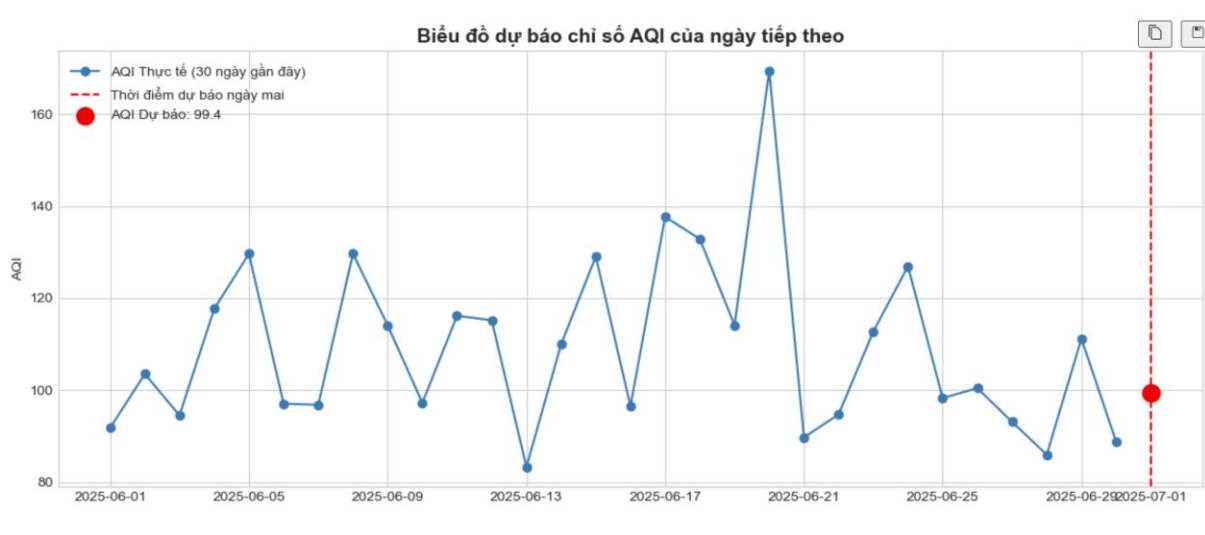 Biểu đồ dự báo chỉ số AQI của ngày tiếp theo
AQI Thực tế (30 ngày gần đây)
Thời điểm dự báo ngày mai
AQI Dự báo: 99.4
AQI
160
140
120
100
80
2025-06-01 2025-06-05 2025-06-09 2025-06-13 2025-06-17 2025-06-21 2025-06-25 2025-06-29 2025-07-01